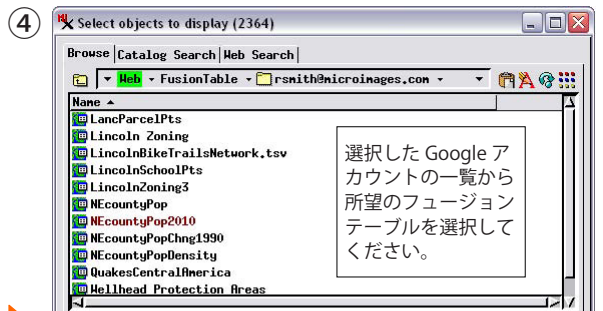 ④
Select objects to display (2364)
Browse Catalog Search Web Search
Web FusionTable rsmith@microimages.com
Name
LancParcelPts
Lincoln Zoning
LincolnBikeTrailsNetwork.tsv
LincolnSchoolPts
LincolnZoning3
NEcountyPop
NEcountyPop2010
NEcountyPopChng1990
NEcountyPopDensity
QuakesCentralAmerica
Wellhead Protection Areas
選択した Google ア
カウントの一覧から
所望のフュージョン
テーブルを選択して
ください。